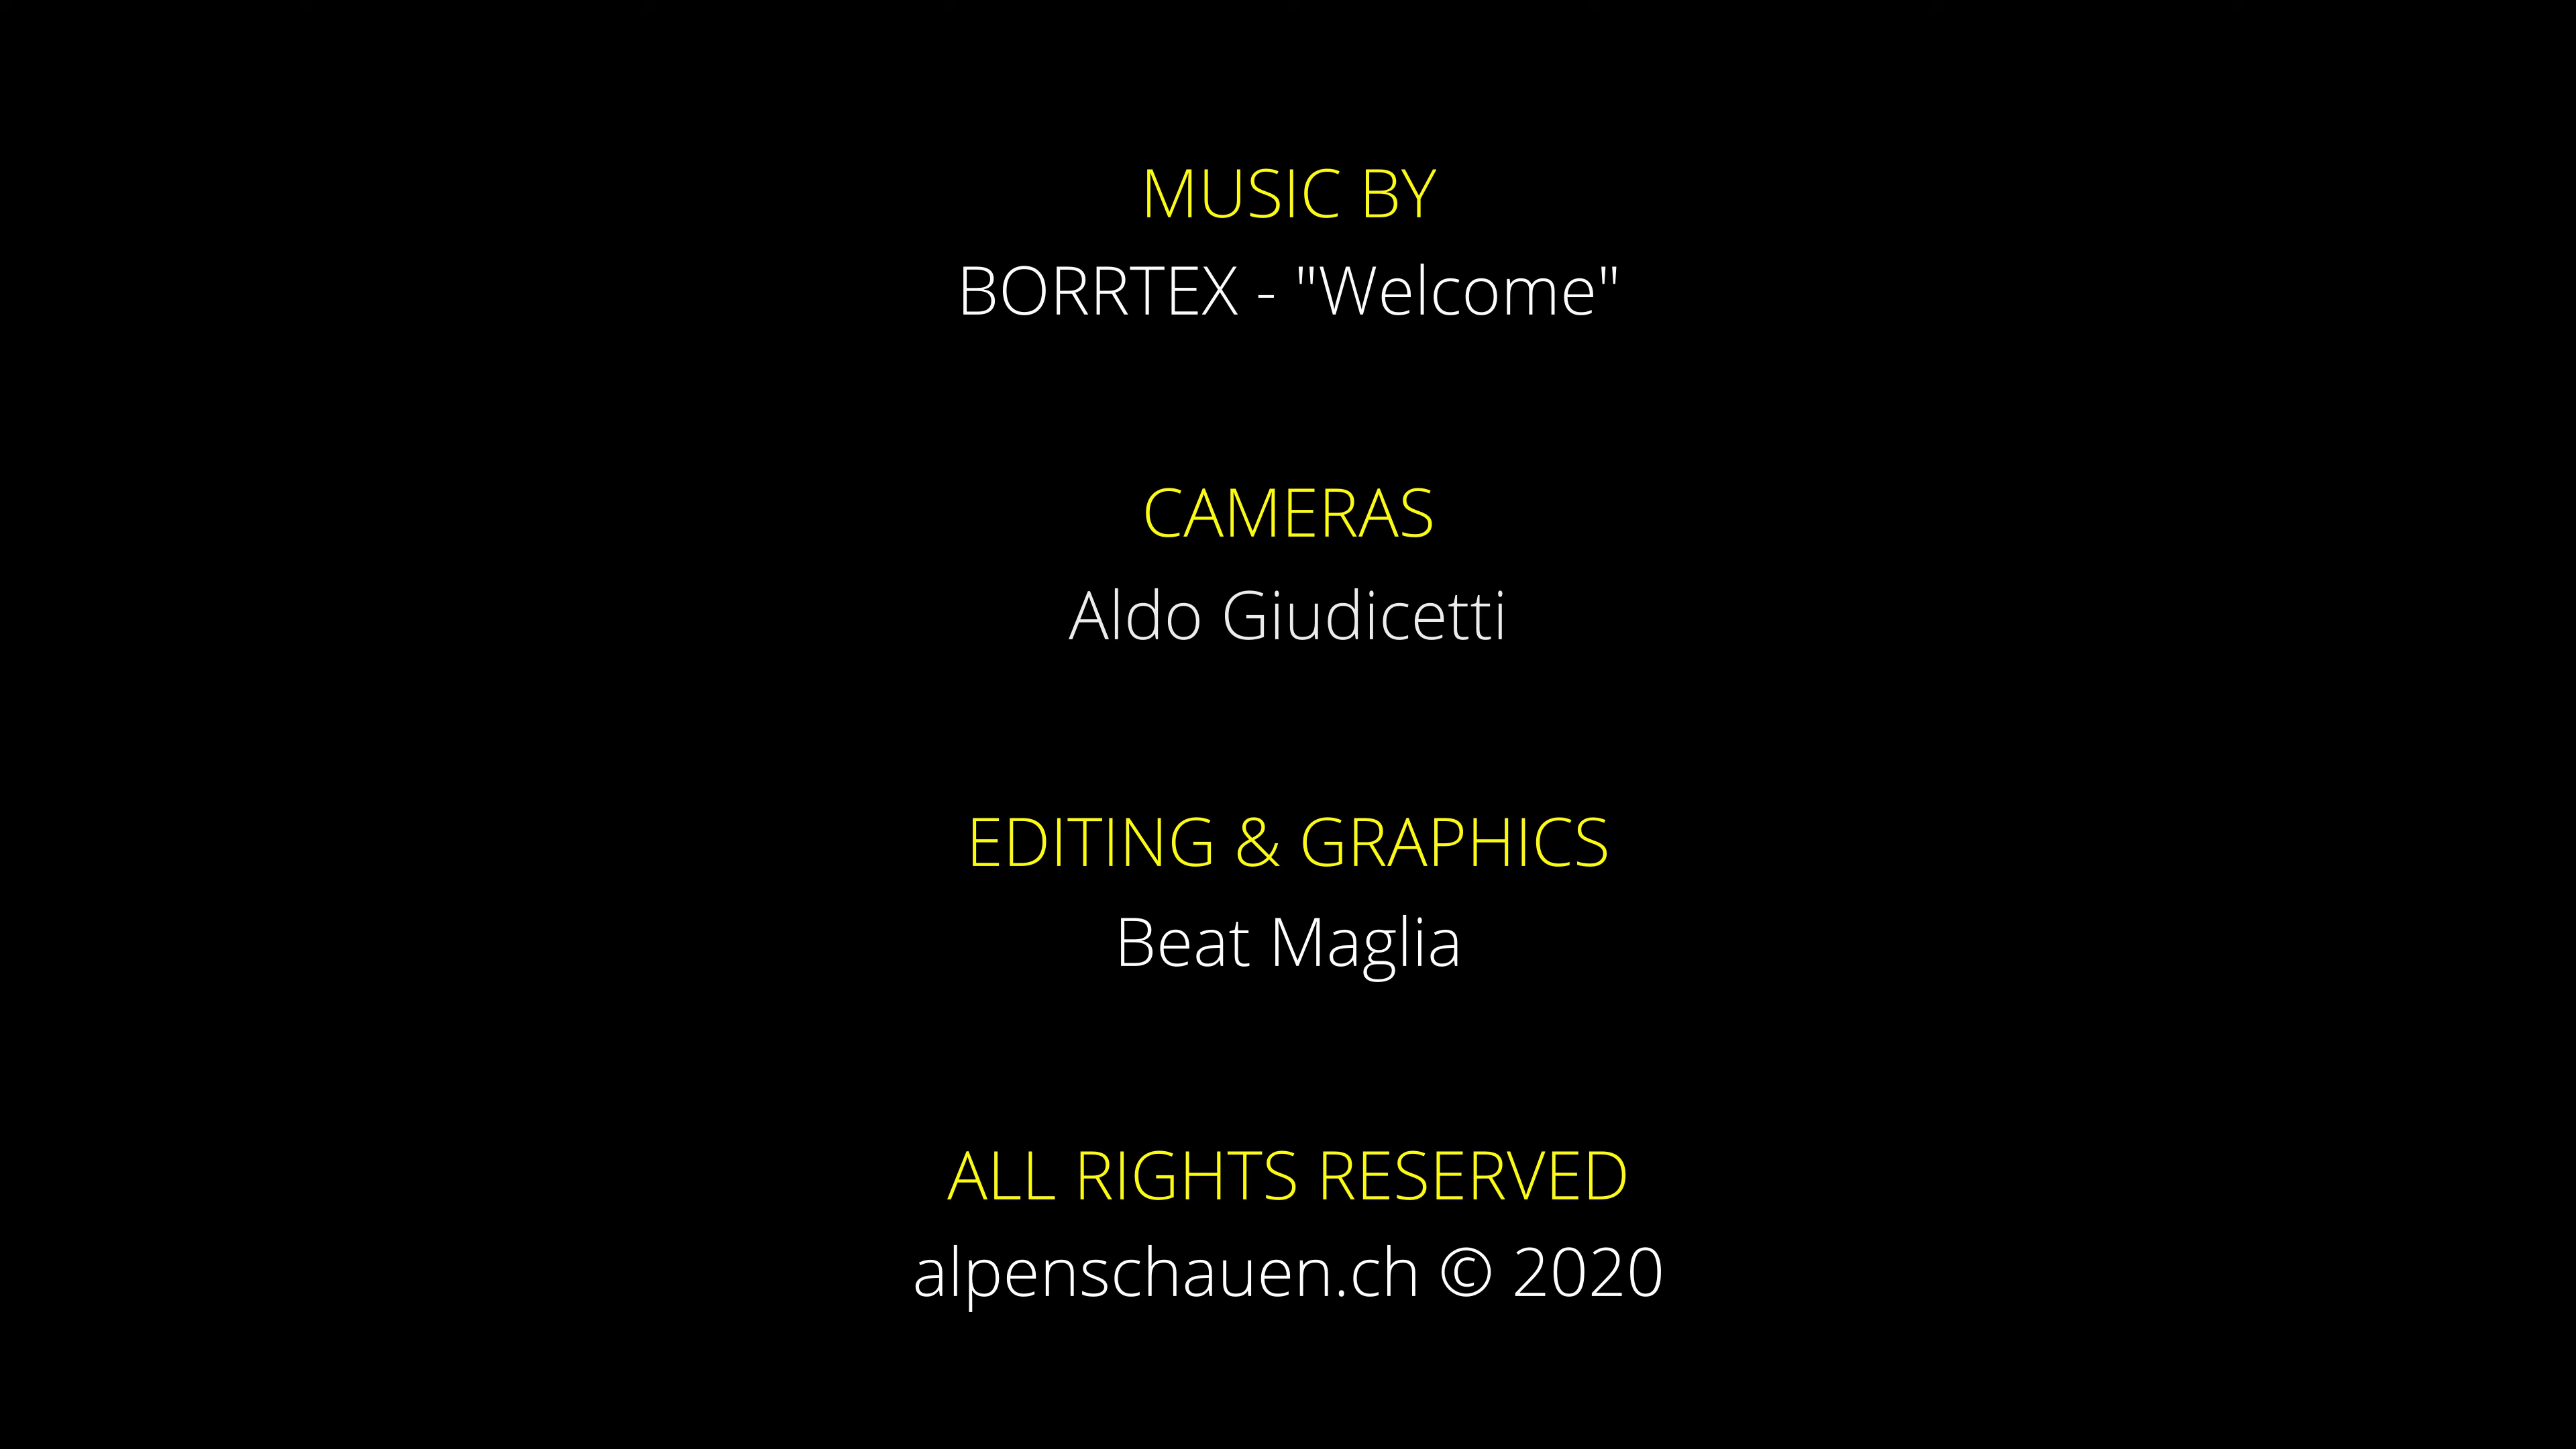 MUSIC BY
BORRTEX - "Welcome"
CAMERAS
Aldo Giudicetti
EDITING & GRAPHICS
Beat Maglia
ALL RIGHTS RESERVED
alpenschauen.ch © 2020